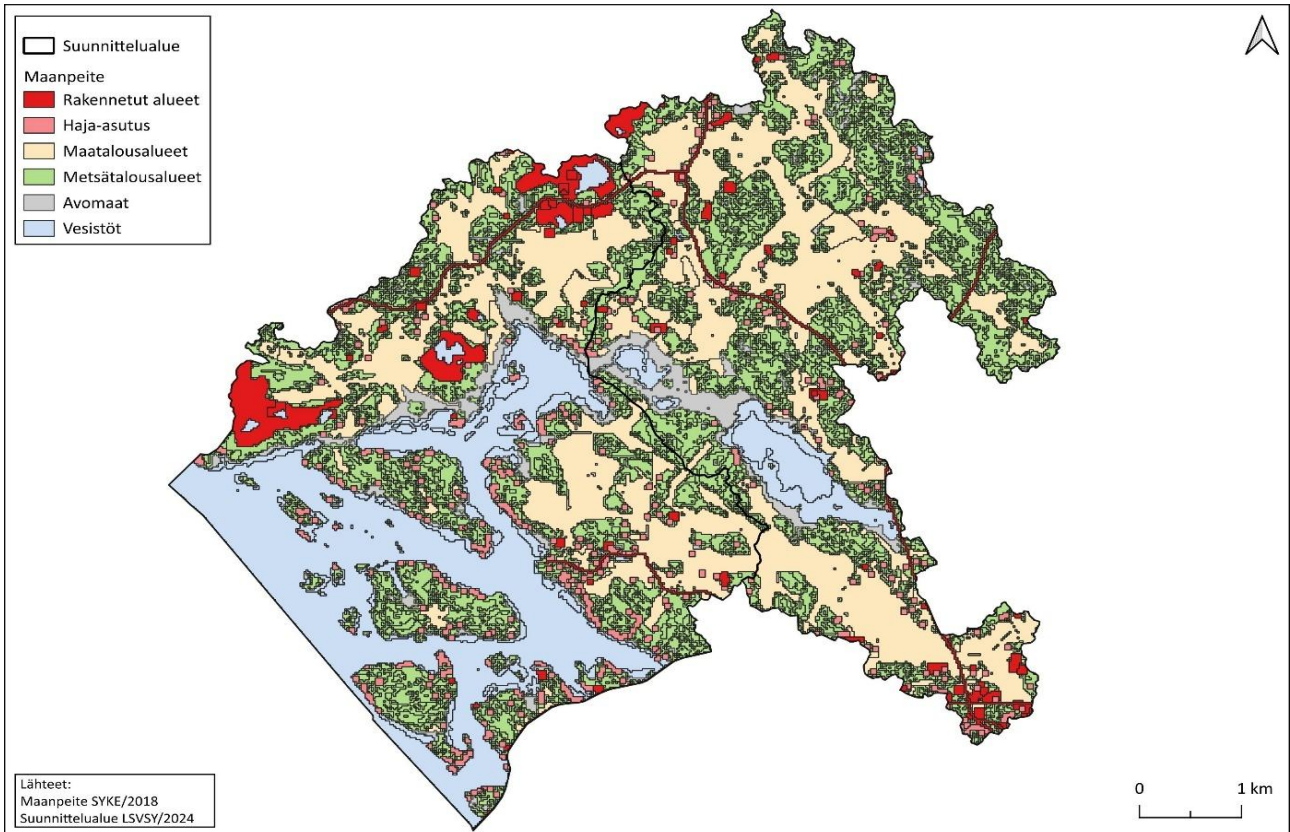 Suunnittelualue
Maanpeite
Rakennetut alueet
Haja-asutus
Maatalousalueet
Metsätalousalueet
Avomaat
Vesistöt
Lähteet:
Maanpeite SYKE/2018
Suunnittelualue LSVSY/2024
0 1 km